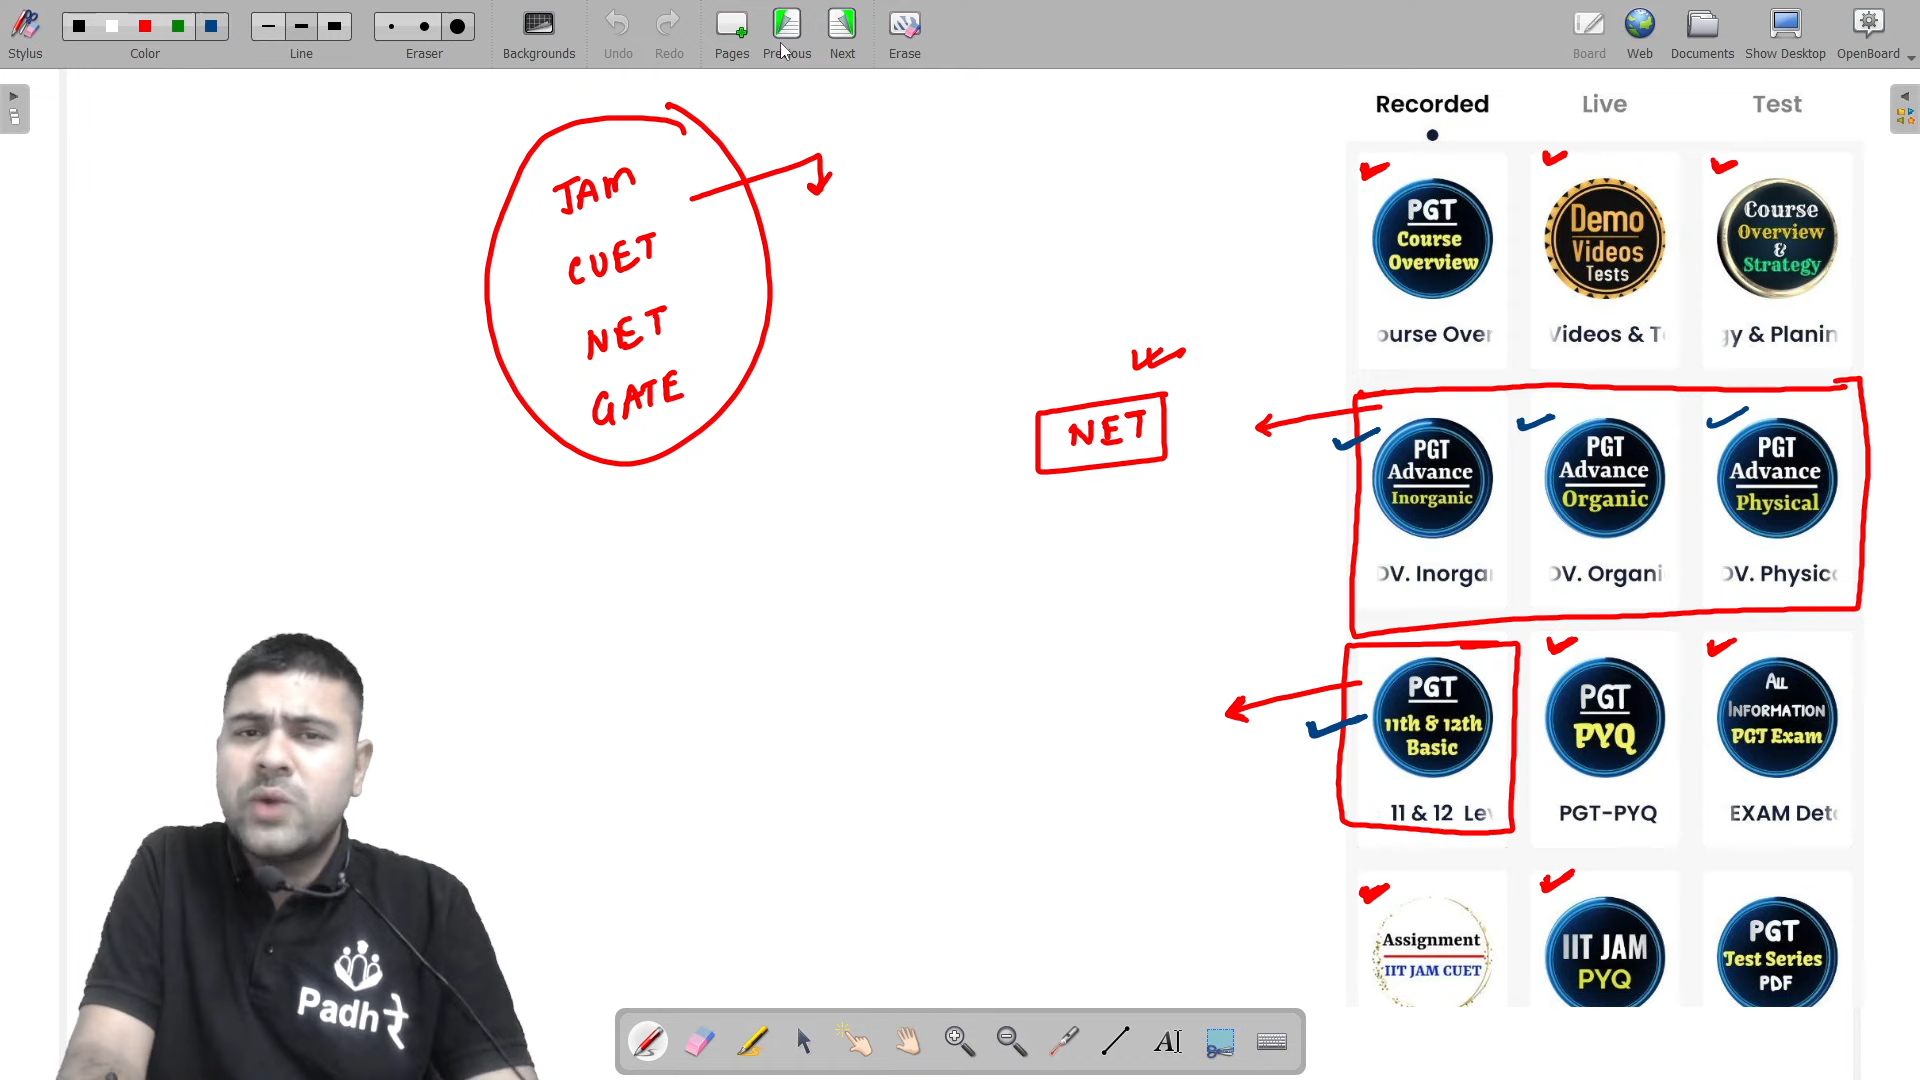 Stylus
Color
Line
Eraser
Backgrounds
Undo
Redo
Pages
Previous
Next
Erase
Board
Web
Documents
Show Desktop
OpenBoard
JAM
CUET
NET
GATE
NET
Recorded
Live
Test
PGT
Course
Overview
ourse Over
Demo
Videos
Tests
Videos & T
Course
Overview
&
Strategy
gy & Planin
PGT
Advance
Inorganic
DV. Inorga
PGT
Advance
Organic
DV. Organi
PGT
Advance
Physical
DV. Physic
PGT
11th & 12th
Basic
11 & 12 Lev
PGT
PYQ
PGT-PYQ
All
Information
PGT Exam
EXAM Deta
Assignment
IIT JAM CUET
IIT JAM
PYQ
PGT
Test Series
PDF
Padhरे